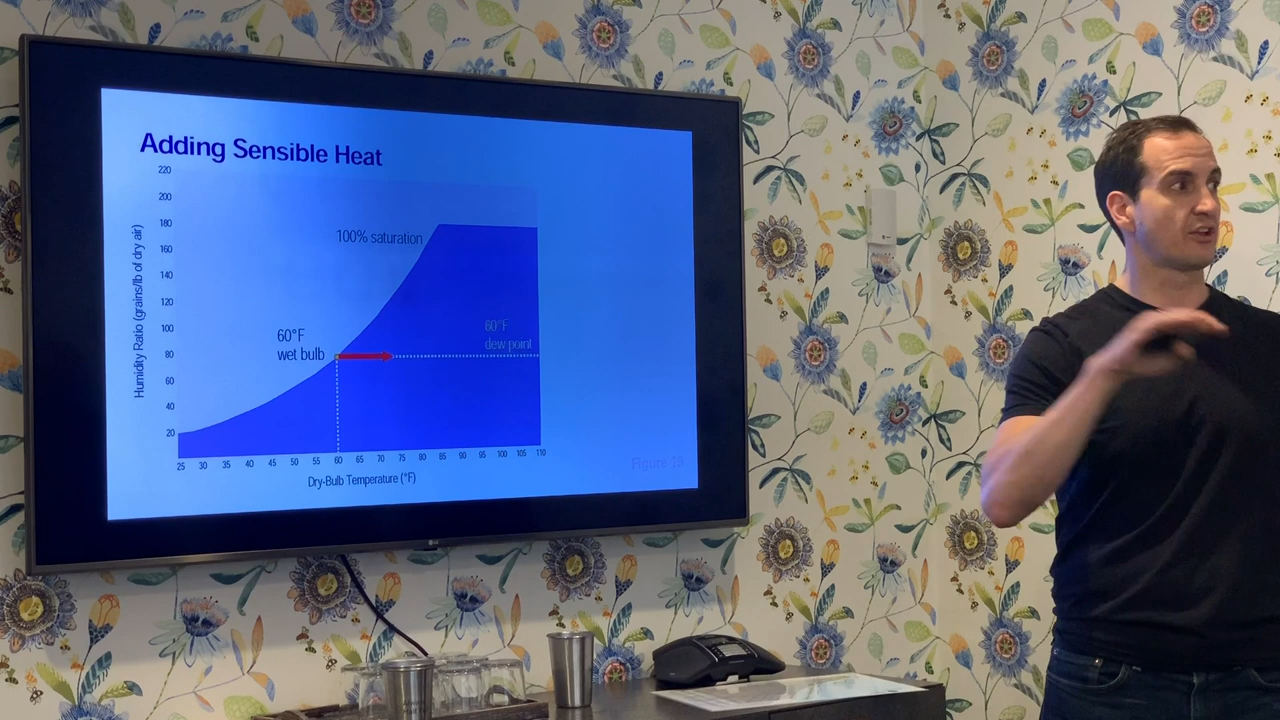 Adding Sensible Heat
Humidity Ratio (grains/lb of dry air)
220
200
180
160
140
120
100
80
60
40
20
100% saturation
60°F
wet bulb
60°F
dew point
25 30 35 40 45 50 55 60 65 70 75 80 85 90 95 100 105 110
Dry-Bulb Temperature (°F)
Figure 19
LG